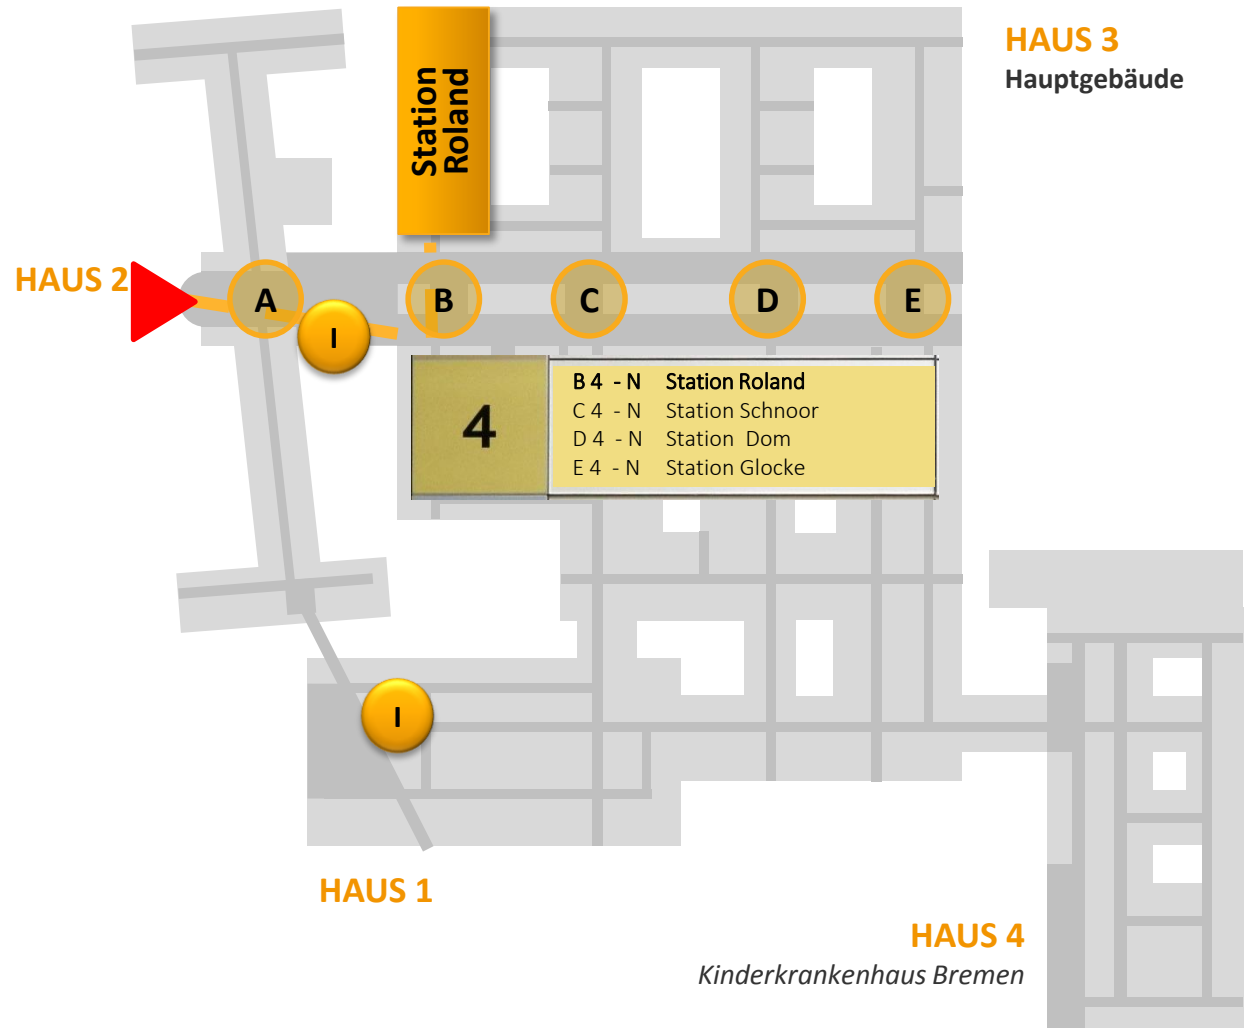 HAUS 3
Hauptgebäude
Station
Roland
HAUS 2
A
B
C
D
E
I
4
B 4 - N Station Roland
C 4 - N Station Schnoor
D 4 - N Station Dom
E 4 - N Station Glocke
I
HAUS 1
HAUS 4
Kinderkrankenhaus Bremen